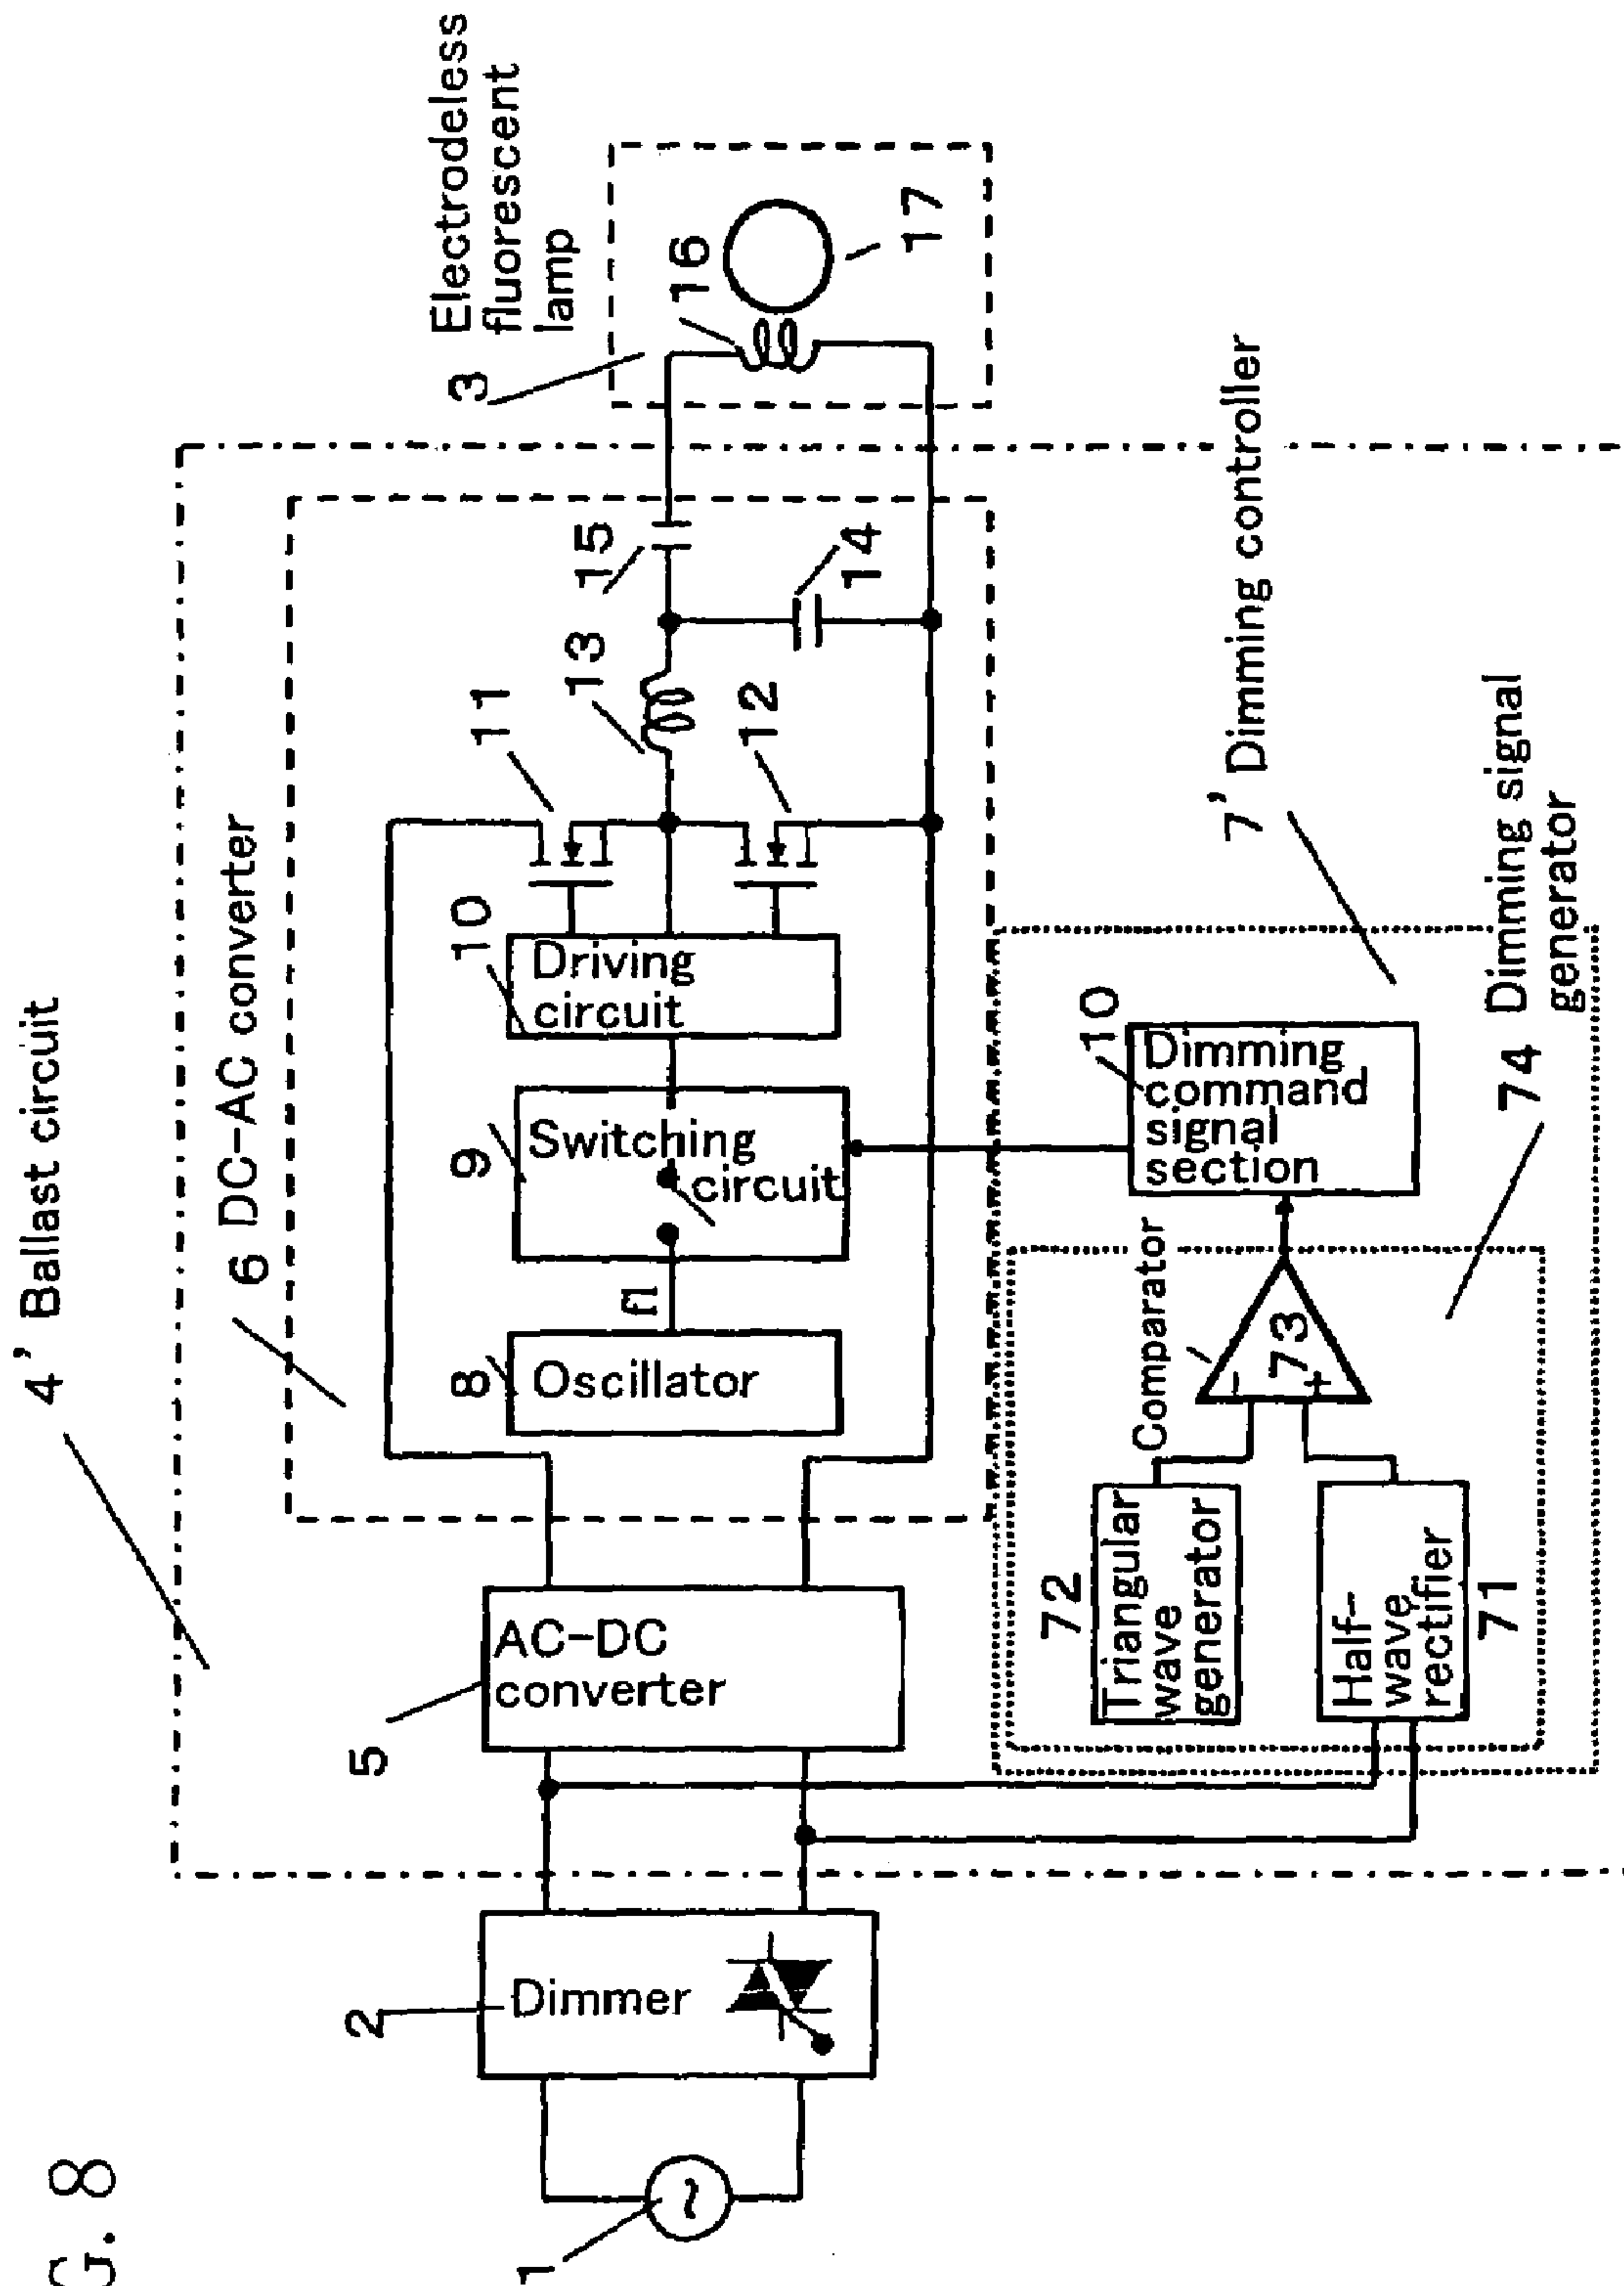 G. 8
4' Ballast circuit
6 DC-AC converter
Electrodeless
fluorescent
lamp
3
1
2
Dimmer
5
AC-DC
converter
8
Oscillator
f1
9
Switching
circuit
10
Driving
circuit
11
12
13
14
15
16
17
7' Dimming controller
10
Dimming
command
signal
section
74 Dimming signal
generator
Comparator
73
-
+
72
Triangular
wave
generator
71
Half-
wave
rectifier